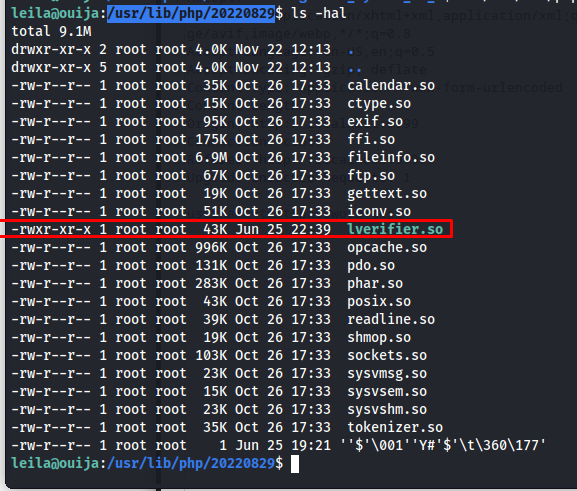 leila@ouija:/usr/lib/php/20220829$ ls -hal
total 9.1M
drwxr-xr-x 2 root root 4.0K Nov 22 12:13 .
drwxr-xr-x 5 root root 4.0K Nov 22 12:13 ..
-rw-r--r-- 1 root root 35K Oct 26 17:33 calendar.so
-rw-r--r-- 1 root root 15K Oct 26 17:33 ctype.so
-rw-r--r-- 1 root root 95K Oct 26 17:33 exif.so
-rw-r--r-- 1 root root 175K Oct 26 17:33 ffi.so
-rw-r--r-- 1 root root 6.9M Oct 26 17:33 fileinfo.so
-rw-r--r-- 1 root root 67K Oct 26 17:33 ftp.so
-rw-r--r-- 1 root root 19K Oct 26 17:33 gettext.so
-rw-r--r-- 1 root root 51K Oct 26 17:33 iconv.so
-rwxr-xr-x 1 root root 43K Jun 25 22:39 lverifier.so
-rw-r--r-- 1 root root 996K Oct 26 17:33 opcache.so
-rw-r--r-- 1 root root 131K Oct 26 17:33 pdo.so
-rw-r--r-- 1 root root 283K Oct 26 17:33 phar.so
-rw-r--r-- 1 root root 43K Oct 26 17:33 posix.so
-rw-r--r-- 1 root root 39K Oct 26 17:33 readline.so
-rw-r--r-- 1 root root 19K Oct 26 17:33 shmop.so
-rw-r--r-- 1 root root 103K Oct 26 17:33 sockets.so
-rw-r--r-- 1 root root 23K Oct 26 17:33 sysvmsg.so
-rw-r--r-- 1 root root 15K Oct 26 17:33 sysvsem.so
-rw-r--r-- 1 root root 23K Oct 26 17:33 sysvshm.so
-rw-r--r-- 1 root root 35K Oct 26 17:33 tokenizer.so
-rw-r--r-- 1 root root 1 Jun 25 19:21 ''$'\001''Y#'$'\t\360\177'
leila@ouija:/usr/lib/php/20220829$